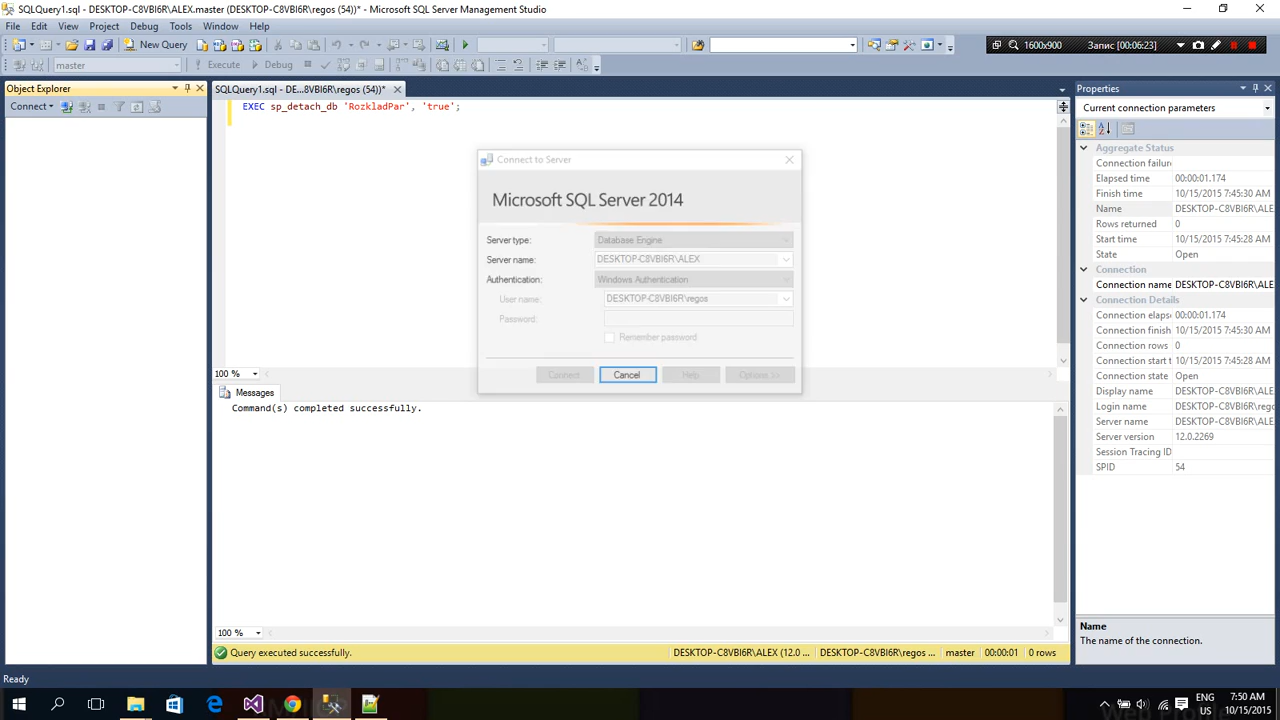 SQLQuery1.sql - DESKTOP-C8VBI6R\ALEX.master (DESKTOP-C8VBI6R\regos (54))* - Microsoft SQL Server Management Studio
File Edit View Project Debug Tools Window Help
New Query 1600x900 Запис [00:06:23]
master Execute Debug
Object Explorer
Connect
SQLQuery1.sql - DE...8VBI6R\regos (54))*
EXEC sp_detach_db 'RozkladPar', 'true';
Connect to Server
Microsoft SQL Server 2014
Server type: Database Engine
Server name: DESKTOP-C8VBI6R\ALEX
Authentication: Windows Authentication
User name: DESKTOP-C8VBI6R\regos
Password:
Remember password
Connect Cancel Help Options >>
100 %
Messages
Command(s) completed successfully.
100 %
Query executed successfully. DESKTOP-C8VBI6R\ALEX (12.0 ... DESKTOP-C8VBI6R\regos ... master 00:00:01 0 rows
Properties
Current connection parameters
Aggregate Status
Connection failur
Elapsed time 00:00:01.174
Finish time 10/15/2015 7:45:30 AM
Name DESKTOP-C8VBI6R\ALE
Rows returned 0
Start time 10/15/2015 7:45:28 AM
State Open
Connection
Connection name DESKTOP-C8VBI6R\ALE
Connection Details
Connection elaps 00:00:01.174
Connection finish 10/15/2015 7:45:30 AM
Connection rows 0
Connection start t 10/15/2015 7:45:28 AM
Connection state Open
Display name DESKTOP-C8VBI6R\ALE
Login name DESKTOP-C8VBI6R\rego
Server name DESKTOP-C8VBI6R\ALE
Server version 12.0.2269
Session Tracing ID
SPID 54
Name
The name of the connection.
Ready
ENG 7:50 AM
US 10/15/2015